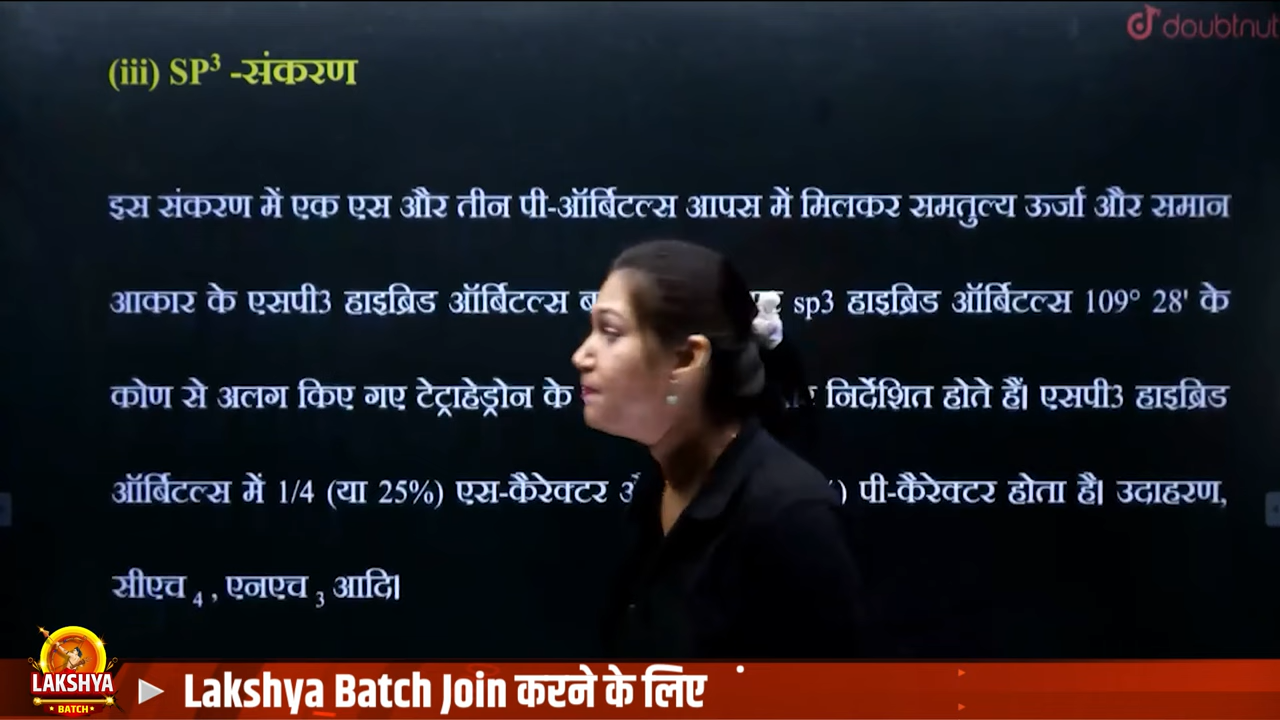 doubtnut
(iii) SP³ -संकरण
इस संकरण में एक एस और तीन पी-ऑर्बिटल्स आपस में मिलकर समतुल्य ऊर्जा और समान
आकार के एसपी3 हाइब्रिड ऑर्बिटल्स sp3 हाइब्रिड ऑर्बिटल्स 109° 28' के
कोण से अलग किए गए टेट्राहेड्रोन के निर्देशित होते हैं। एसपी3 हाइब्रिड
ऑर्बिटल्स में 1/4 (या 25%) एस-कैरेक्टर ) पी-कैरेक्टर होता है। उदाहरण,
सीएच ₄ , एनएच ₃ आदि।
LAKSHYA
BATCH
Lakshya Batch Join करने के लिए